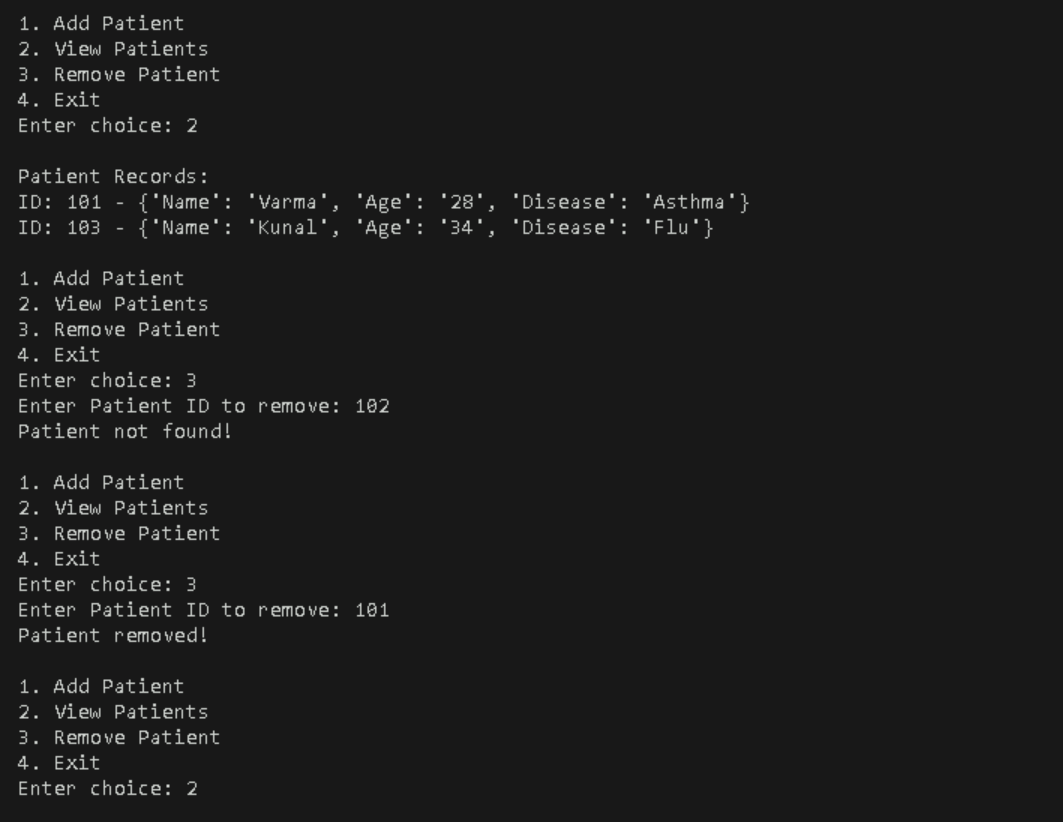 1. Add Patient
2. View Patients
3. Remove Patient
4. Exit
Enter choice: 2
Patient Records:
ID: 101 - {'Name': 'Varma', 'Age': '28', 'Disease': 'Asthma'}
ID: 103 - {'Name': 'Kunal', 'Age': '34', 'Disease': 'Flu'}
1. Add Patient
2. View Patients
3. Remove Patient
4. Exit
Enter choice: 3
Enter Patient ID to remove: 102
Patient not found!
1. Add Patient
2. View Patients
3. Remove Patient
4. Exit
Enter choice: 3
Enter Patient ID to remove: 101
Patient removed!
1. Add Patient
2. View Patients
3. Remove Patient
4. Exit
Enter choice: 2